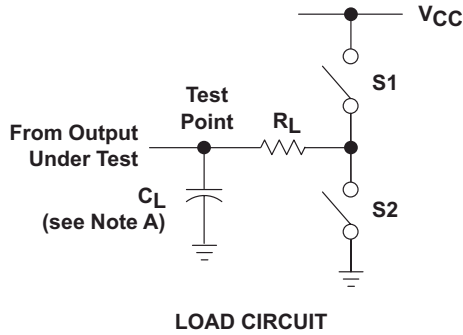 VCC
S1
Test
Point
RL
From Output
Under Test
CL
(see Note A)
S2
LOAD CIRCUIT